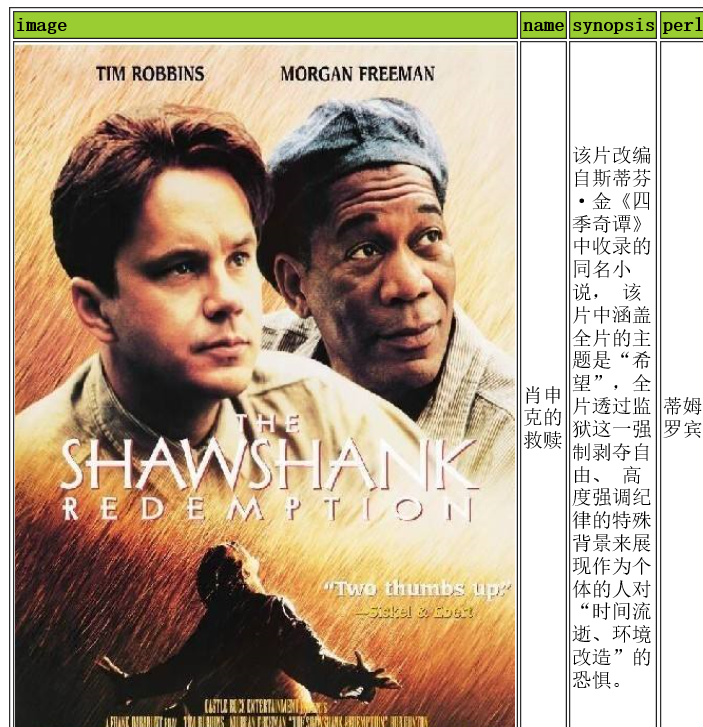 image
name
synopsis
perl
TIM ROBBINS
MORGAN FREEMAN
THE
SHAWSHANK
REDEMPTION
“Two thumbs up.”
—Siskel & Ebert
CASTLE ROCK ENTERTAINMENT
肖申
克的
救赎
该片改编
自斯蒂芬
·金《四
季奇谭》
中收录的
同名小
说， 该
片中涵盖
全片的主
题是“希
望”，全
片透过监
狱这一强
制剥夺自
由、 高
度强调纪
律的特殊
背景来展
现作为个
体的人对
“时间流
逝、环境
改造”的
恐惧。
蒂姆
罗宾